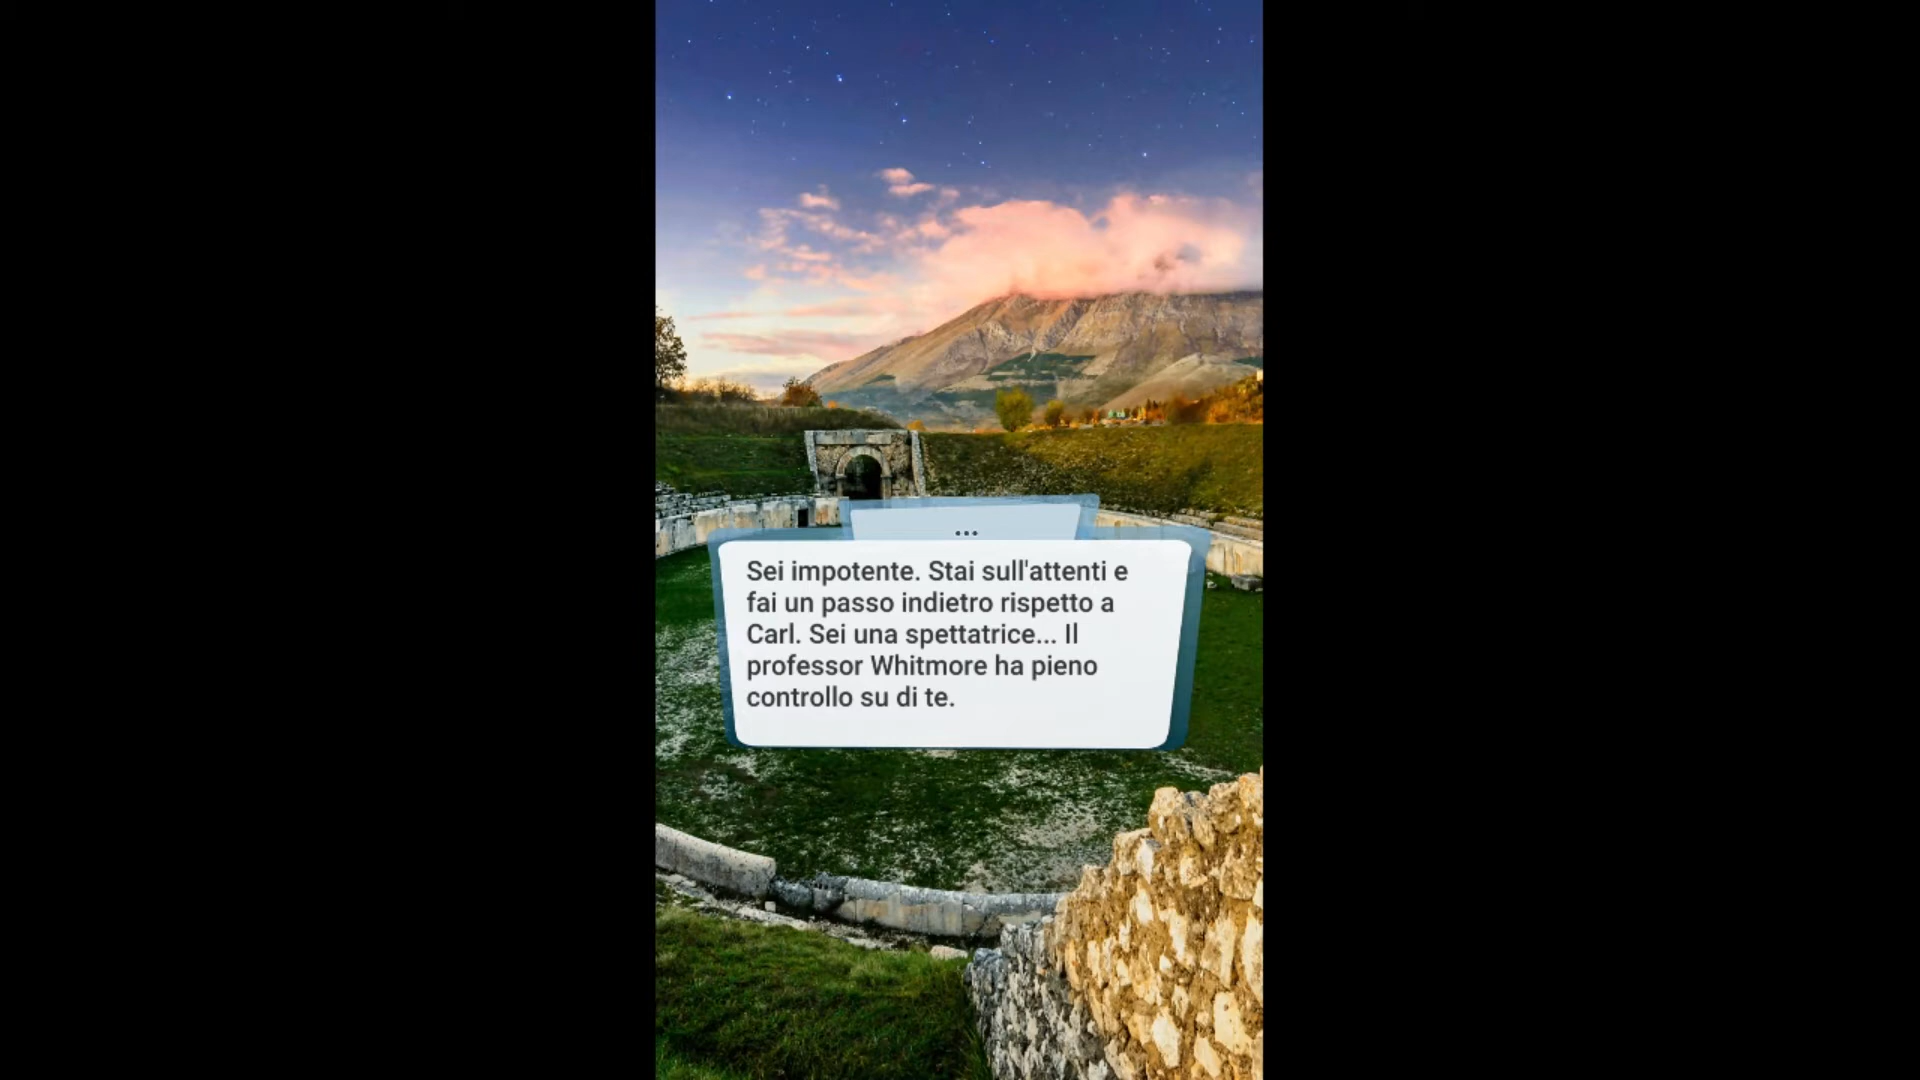 ...
Sei impotente. Stai sull'attenti e
fai un passo indietro rispetto a
Carl. Sei una spettatrice... Il
professor Whitmore ha pieno
controllo su di te.